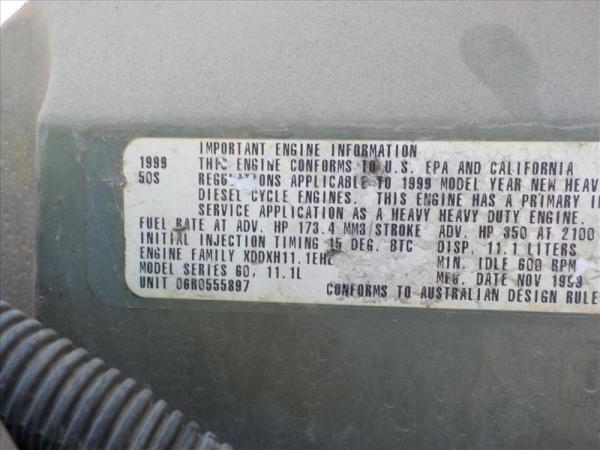 IMPORTANT ENGINE INFORMATION
1999 THIS ENGINE CONFORMS TO U.S. EPA AND CALIFORNIA
50S APPLICABLE TO 1999 MODEL YEAR NEW HEAV
DIESEL CYCLE ENGINES. THIS ENGINE HAS A PRIMARY I
SERVICE APPLICATION AS A HEAVY HEAVY DUTY ENGINE.
FUEL RATE AT ADV. HP 173.4 MM3/STROKE ADV. HP 350 AT 2100
INITIAL INJECTION TIMING 15 DEG. BTC DISP. 11.1 LITERS
ENGINE FAMILY XDDXH11.1EHL MIN. IDLE 600 RPM
MODEL SERIES 60, 11.1L MFG. DATE NOV 1999
UNIT 06R0555897 CONFORMS TO AUSTRALIAN DESIGN RULE